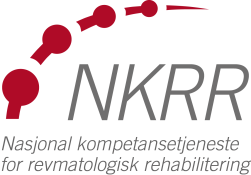 NKRR
Nasjonal kompetansetjeneste
for revmatologisk rehabilitering